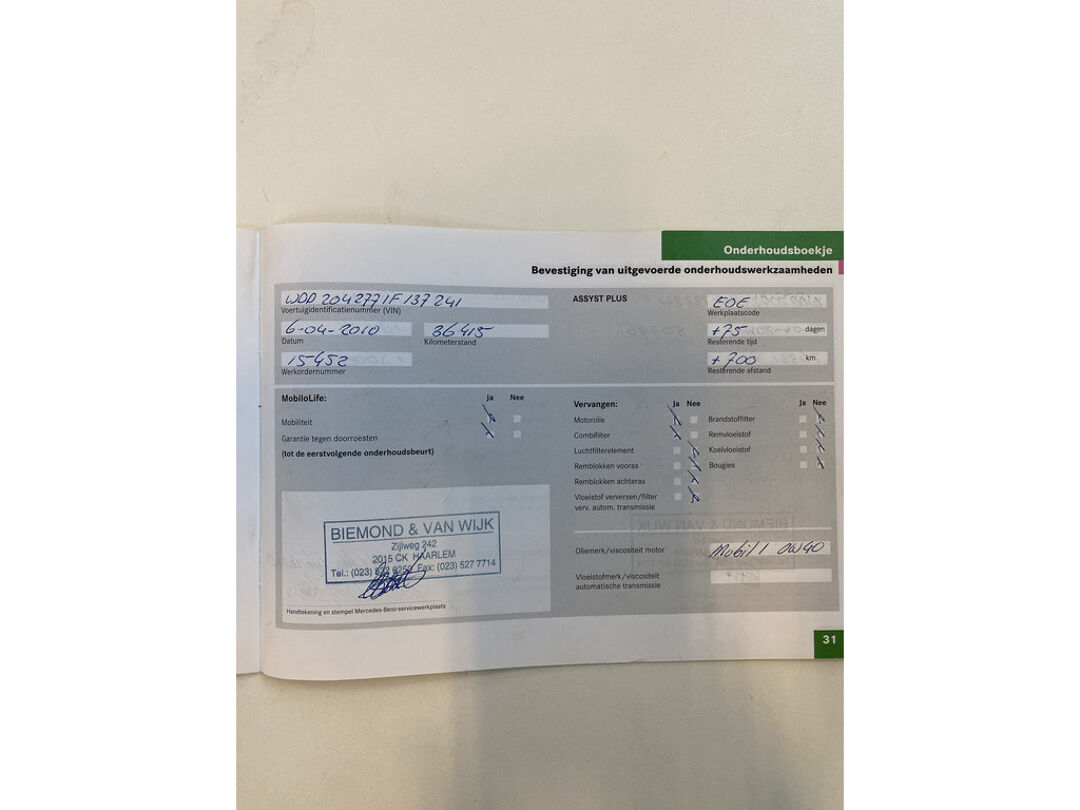 Onderhoudsboekje
Bevestiging van uitgevoerde onderhoudswerkzaamheden
WDD 2042771F 137 241
Voertuigidentificatienummer (VIN)
6-04-2010
Datum
36415
Kilometerstand
15452
Werkordernummer
ASSYST PLUS
EOE
Werkplaatscode
+75 dagen
Resterende tijd
+700 km
Resterende afstand
MobiloLife: Ja Nee
Mobiliteit
Garantie tegen doorroesten
(tot de eerstvolgende onderhoudsbeurt)
BIEMOND & VAN WIJK
Zijlweg 242
2015 CK HAARLEM
Tel.: (023) Fax: (023) 527 7714
Handtekening en stempel Mercedes-Benz-servicewerkplaats
Vervangen: Ja Nee
Motorolie
Combifilter
Luchtfilterelement
Remblokken vooras
Remblokken achteras
Vloeistof verversen/filter
verv. autom. transmissie
Ja Nee
Brandstoffilter
Remvloeistof
Koelvloeistof
Bougies
Oliemerk/viscositeit motor
Mobil 1 0W40
Vloeistofmerk/viscositeit
automatische transmissie
31